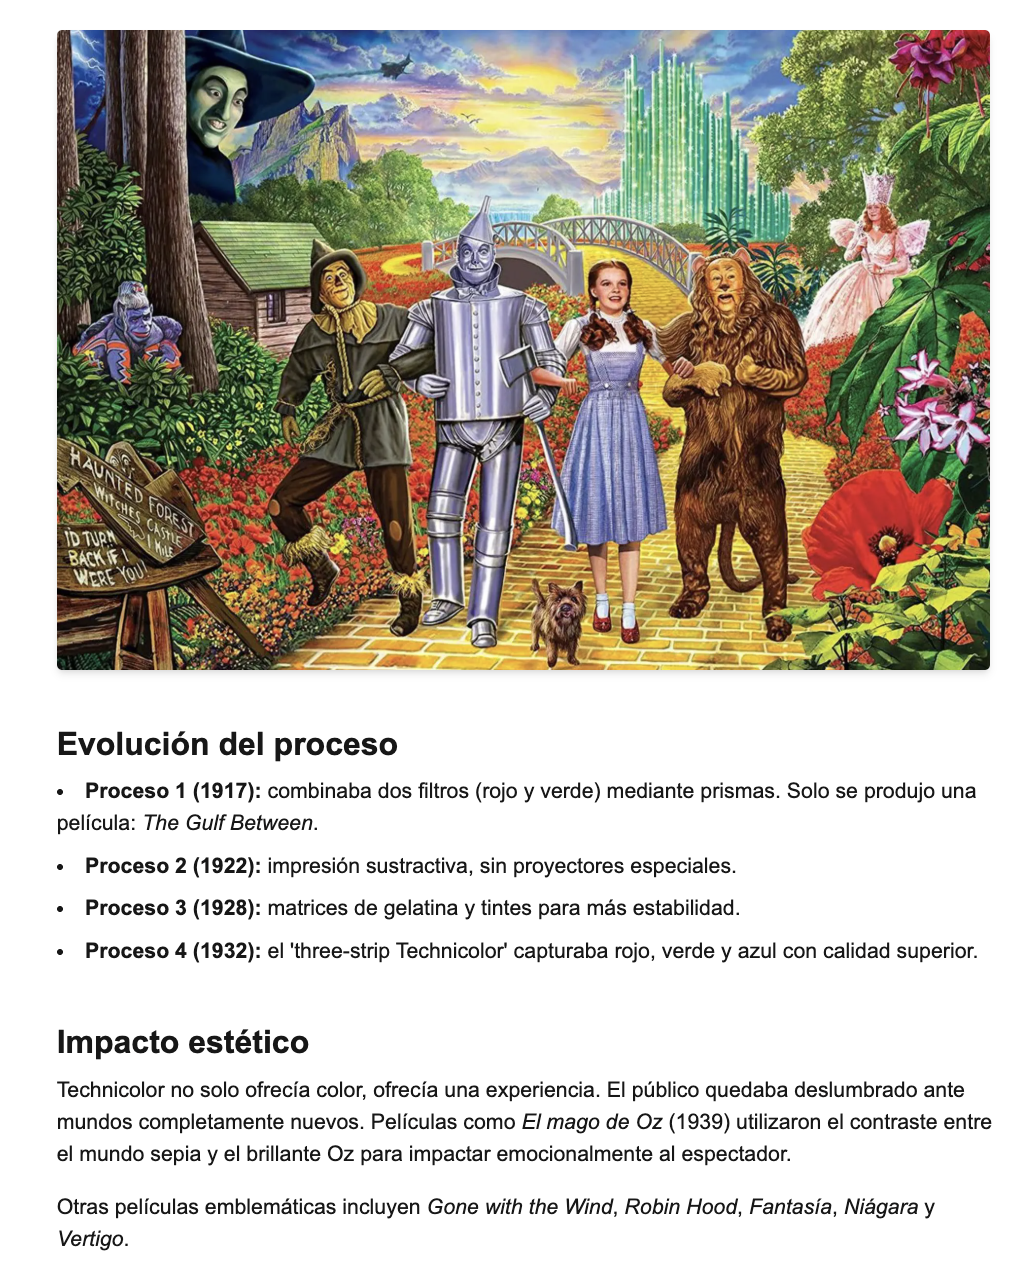 HAUNTED FOREST
WITCHES CASTLE
1 MILE
I'D TURN
BACK IF I
WERE YOU!
Evolución del proceso
• Proceso 1 (1917): combinaba dos filtros (rojo y verde) mediante prismas. Solo se produjo una
película: The Gulf Between.
• Proceso 2 (1922): impresión sustractiva, sin proyectores especiales.
• Proceso 3 (1928): matrices de gelatina y tintes para más estabilidad.
• Proceso 4 (1932): el 'three-strip Technicolor' capturaba rojo, verde y azul con calidad superior.
Impacto estético
Technicolor no solo ofrecía color, ofrecía una experiencia. El público quedaba deslumbrado ante
mundos completamente nuevos. Películas como El mago de Oz (1939) utilizaron el contraste entre
el mundo sepia y el brillante Oz para impactar emocionalmente al espectador.
Otras películas emblemáticas incluyen Gone with the Wind, Robin Hood, Fantasía, Niágara y
Vertigo.